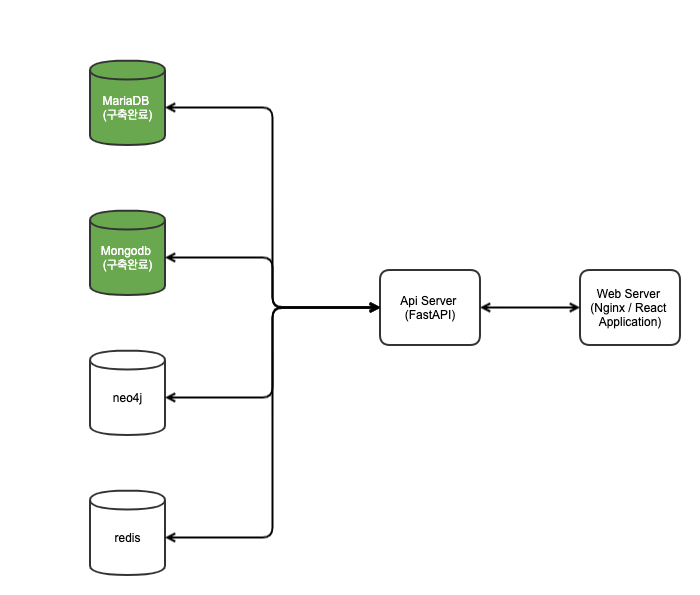 MariaDB
(구축완료)
Mongodb
(구축완료)
neo4j
redis
Api Server
(FastAPI)
Web Server
(Nginx / React
Application)